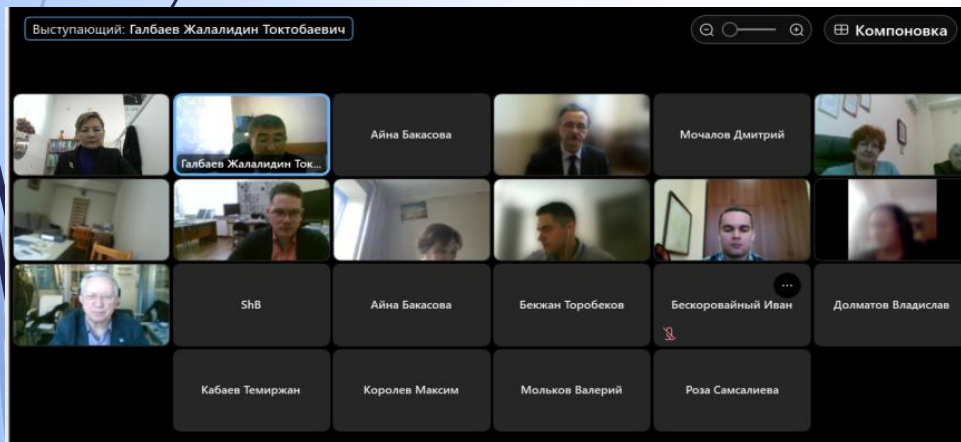 Выступающий: Галбаев Жалалидин Токтобаевич
Компоновка
Галбаев Жалалидин Ток...
Айна Бакасова
Мочалов Дмитрий
ShB
Айна Бакасова
Бекжан Торобеков
Бескоровайный Иван
Долматов Владислав
Кабаев Темиржан
Королев Максим
Мольков Валерий
Роза Самсалиева